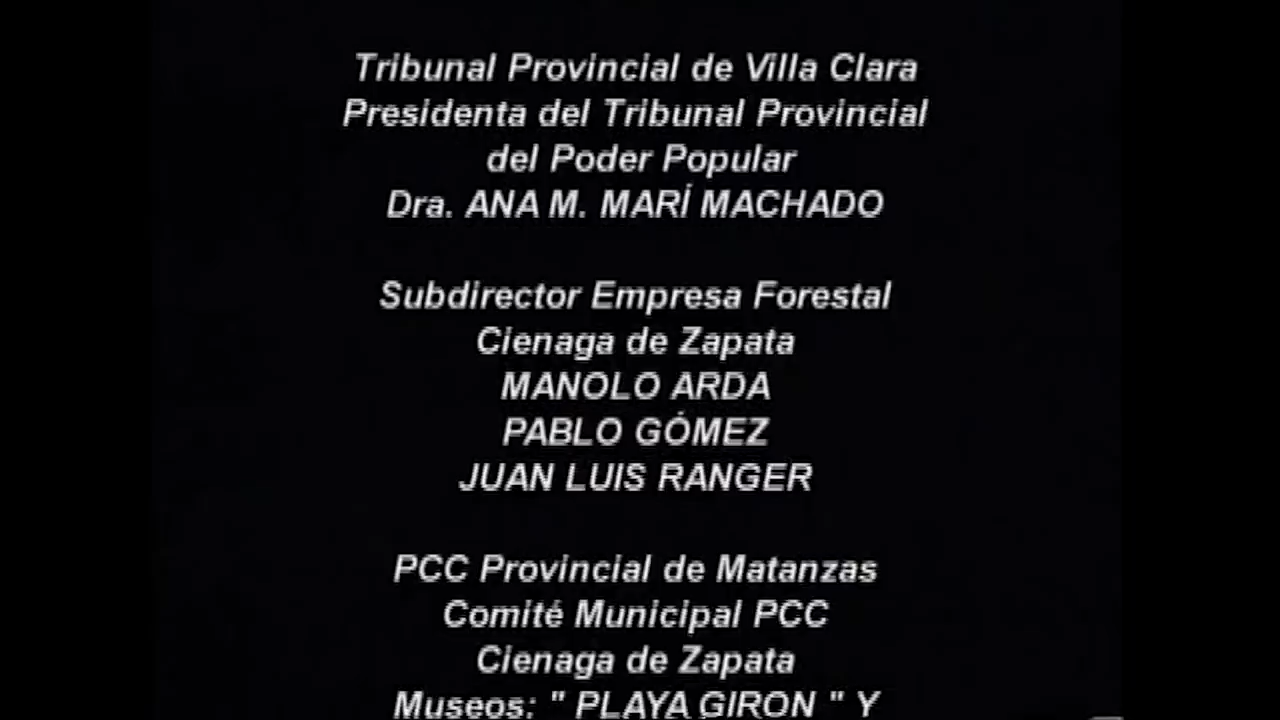 Tribunal Provincial de Villa Clara
Presidenta del Tribunal Provincial
del Poder Popular
Dra. ANA M. MARÍ MACHADO
Subdirector Empresa Forestal
Cienaga de Zapata
MANOLO ARDA
PABLO GÓMEZ
JUAN LUIS RANGER
PCC Provincial de Matanzas
Comité Municipal PCC
Cienaga de Zapata
Museos: " PLAYA GIRON " Y